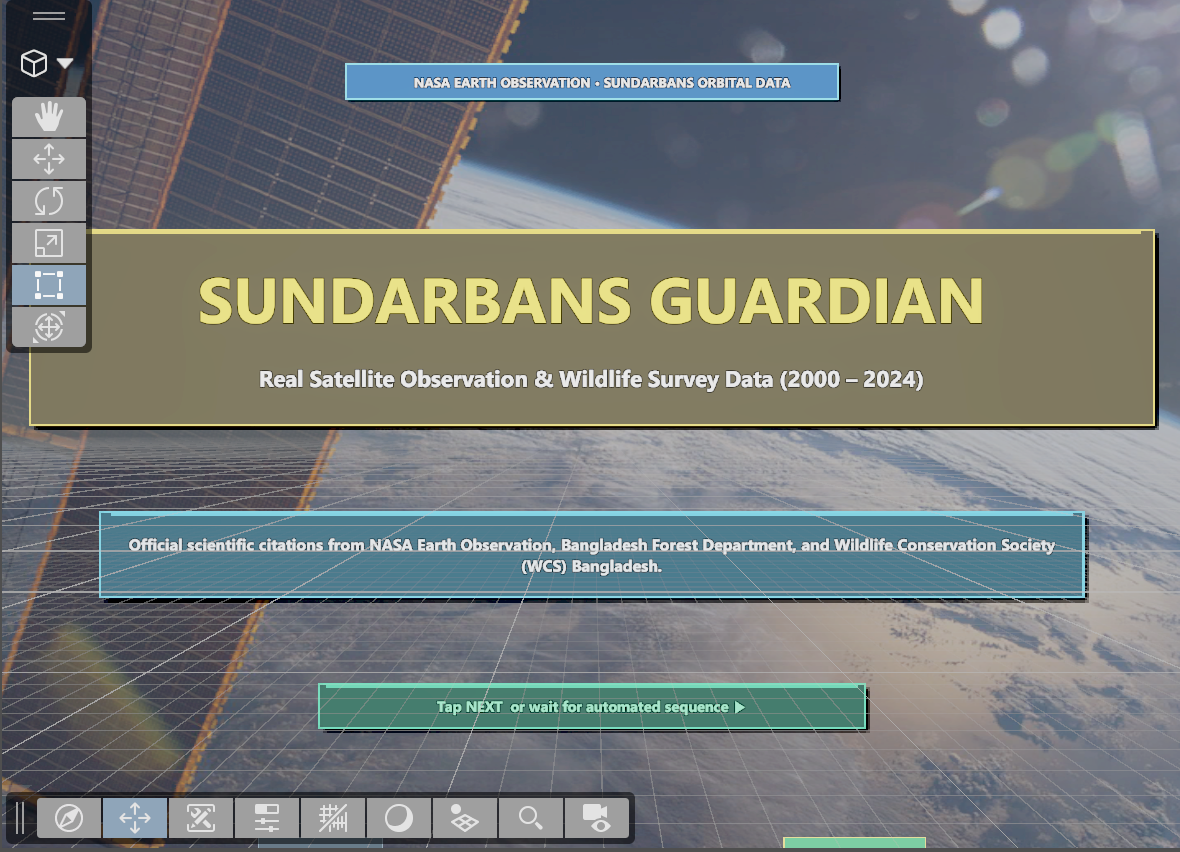 NASA EARTH OBSERVATION • SUNDARBANS ORBITAL DATA
SUNDARBANS GUARDIAN
Real Satellite Observation & Wildlife Survey Data (2000 – 2024)
Official scientific citations from NASA Earth Observation, Bangladesh Forest Department, and Wildlife Conservation Society
(WCS) Bangladesh.
Tap NEXT or wait for automated sequence ▶